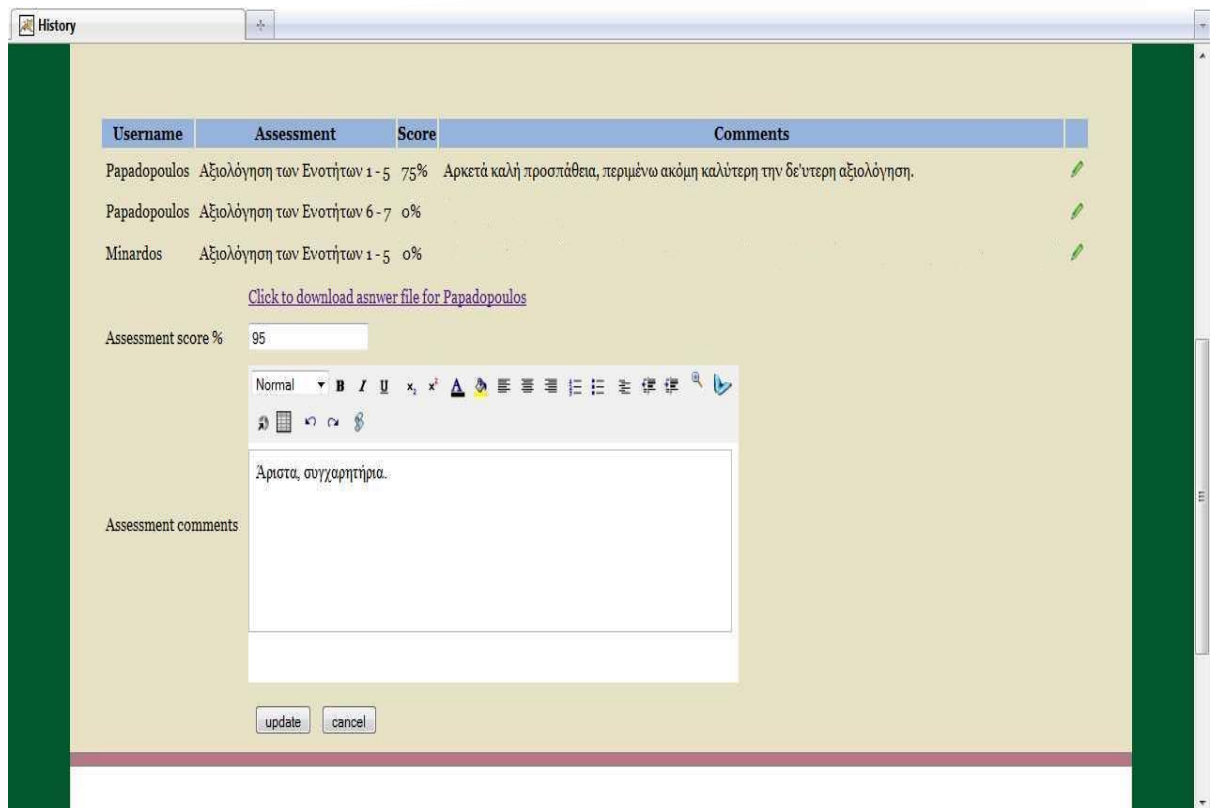 History
Username Assessment Score Comments
Papadopoulos Αξιολόγηση των Ενοτήτων 1 - 5 75% Αρκετά καλή προσπάθεια, περιμένω ακόμη καλύτερη την δε'υτερη αξιολόγηση.
Papadopoulos Αξιολόγηση των Ενοτήτων 6 - 7 0%
Minardos Αξιολόγηση των Ενοτήτων 1 - 5 0%
Click to download asnwer file for Papadopoulos
Assessment score % 95
Normal B I U x₂ x² A
Άριστα, συγχαρητήρια.
Assessment comments
update cancel